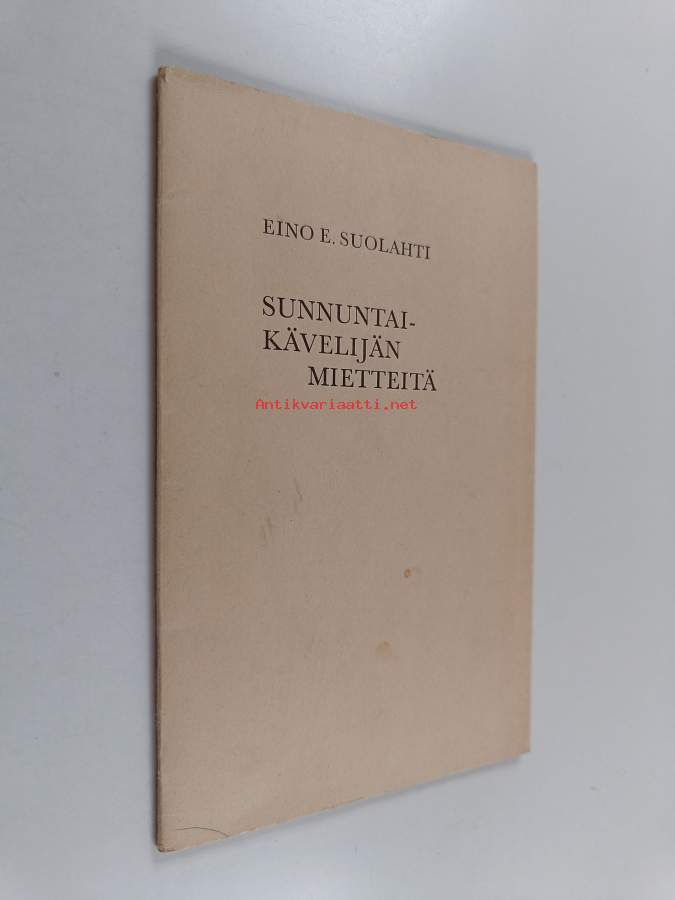 EINO E. SUOLAHTI
SUNNUNTAI-
KÄVELIJÄN
MIETTEITÄ
Antikvariaatti.net